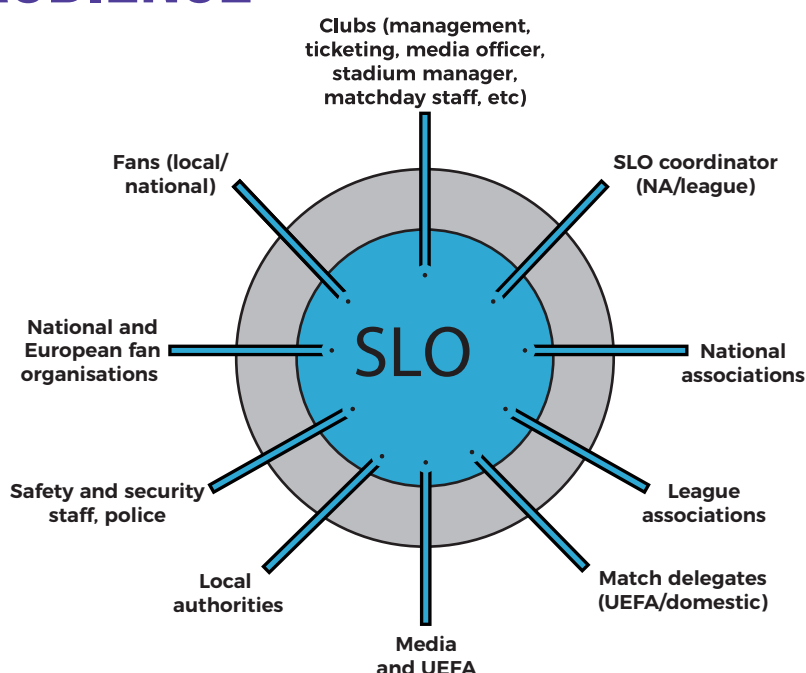 Clubs (management,
ticketing, media officer,
stadium manager,
matchday staff, etc)
Fans (local/
national)
SLO coordinator
(NA/league)
National and
European fan
organisations
SLO
National
associations
Safety and security
staff, police
League
associations
Local
authorities
Match delegates
(UEFA/domestic)
Media
and UEFA